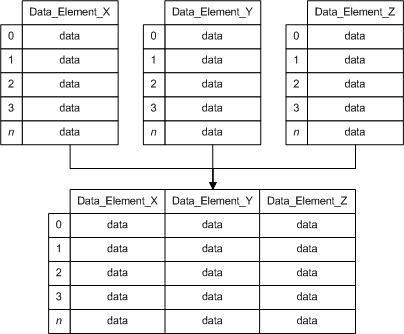 Data_Element_X Data_Element_Y Data_Element_Z
0 data 0 data 0 data
1 data 1 data 1 data
2 data 2 data 2 data
3 data 3 data 3 data
n data n data n data
Data_Element_X Data_Element_Y Data_Element_Z
0 data data data
1 data data data
2 data data data
3 data data data
n data data data